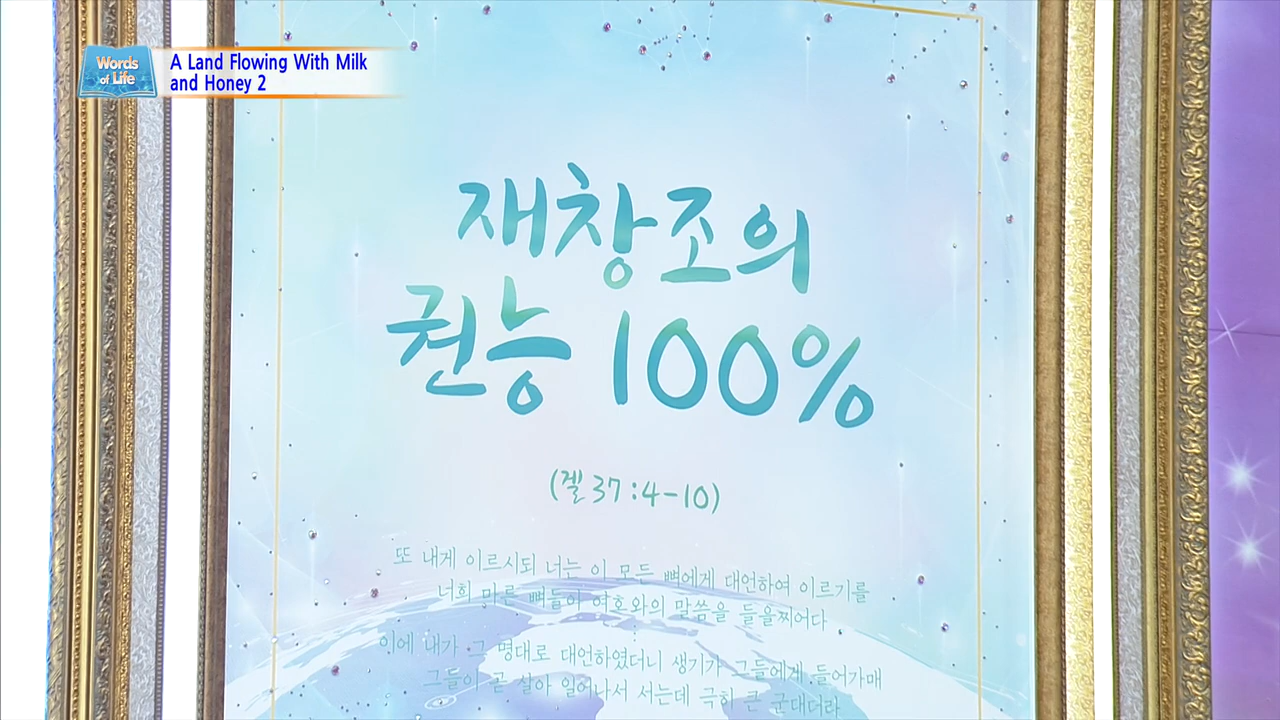 Words
of Life
A Land Flowing With Milk
and Honey 2
재창조의
권능 100%
(겔 37:4-10)
또 내게 이르시되 너는 이 모든 뼈에게 대언하여 이르기를
너희 마른 뼈들아 여호와의 말씀을 들을찌어다
이에 내가 그 명대로 대언하였더니 생기가 그들에게 들어가매
그들이 곧 살아 일어나서 서는데 극히 큰 군대더라